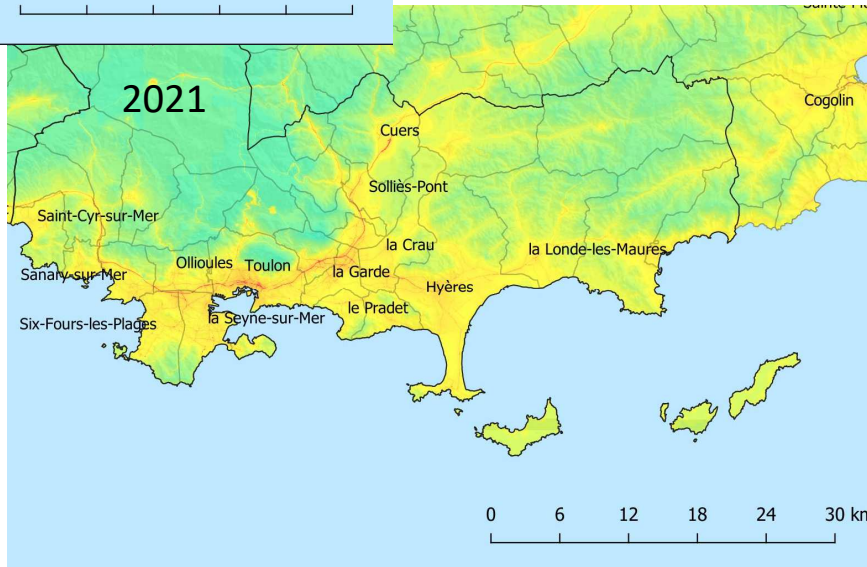 2021
Cogolin
Cuers
Solliès-Pont
Saint-Cyr-sur-Mer
la Crau
la Londe-les-Maures
Ollioules
Toulon
la Garde
Sanary-sur-Mer
Hyères
le Pradet
Six-Fours-les-Plages
la Seyne-sur-Mer
0 6 12 18 24 30 km